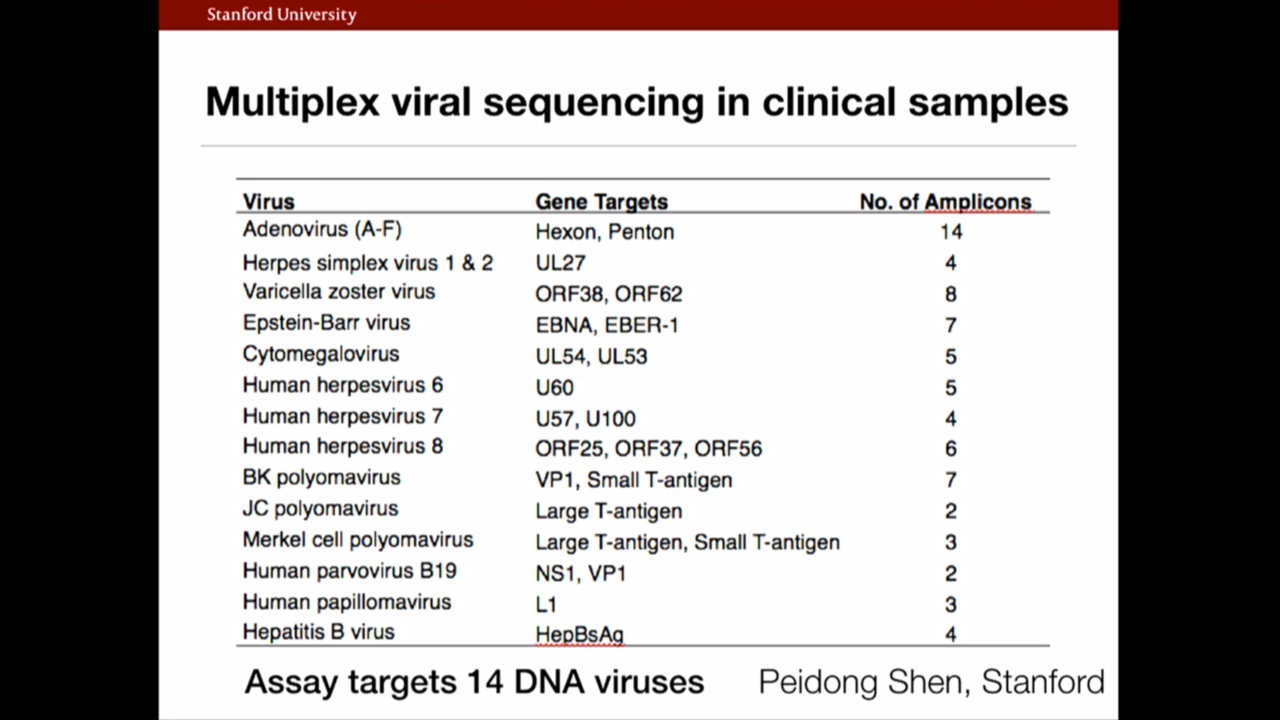 Stanford University
Multiplex viral sequencing in clinical samples
Virus Gene Targets No. of Amplicons
Adenovirus (A-F) Hexon, Penton 14
Herpes simplex virus 1 & 2 UL27 4
Varicella zoster virus ORF38, ORF62 8
Epstein-Barr virus EBNA, EBER-1 7
Cytomegalovirus UL54, UL53 5
Human herpesvirus 6 U60 5
Human herpesvirus 7 U57, U100 4
Human herpesvirus 8 ORF25, ORF37, ORF56 6
BK polyomavirus VP1, Small T-antigen 7
JC polyomavirus Large T-antigen 2
Merkel cell polyomavirus Large T-antigen, Small T-antigen 3
Human parvovirus B19 NS1, VP1 2
Human papillomavirus L1 3
Hepatitis B virus HepBsAg 4
Assay targets 14 DNA viruses Peidong Shen, Stanford